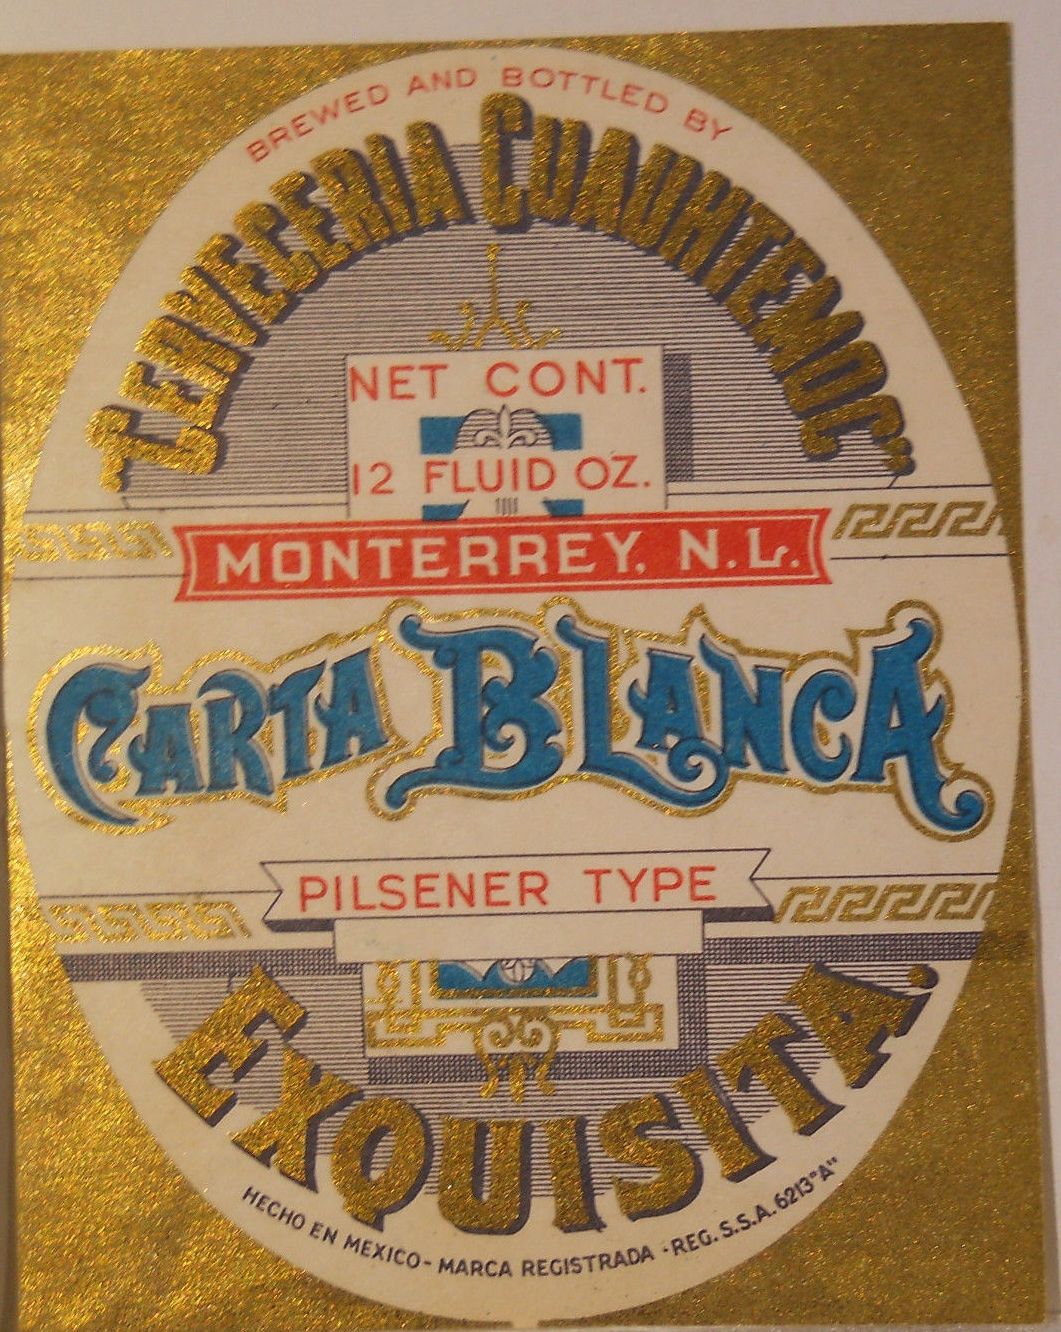 BREWED AND BOTTLED BY
"CERVECERIA CUAUHTEMOC"
NET CONT.
12 FLUID OZ.
MONTERREY, N.L.
CARTA BLANCA
PILSENER TYPE
EXQUISITA.
HECHO EN MEXICO - MARCA REGISTRADA · REG. S.S.A. 6213"A"